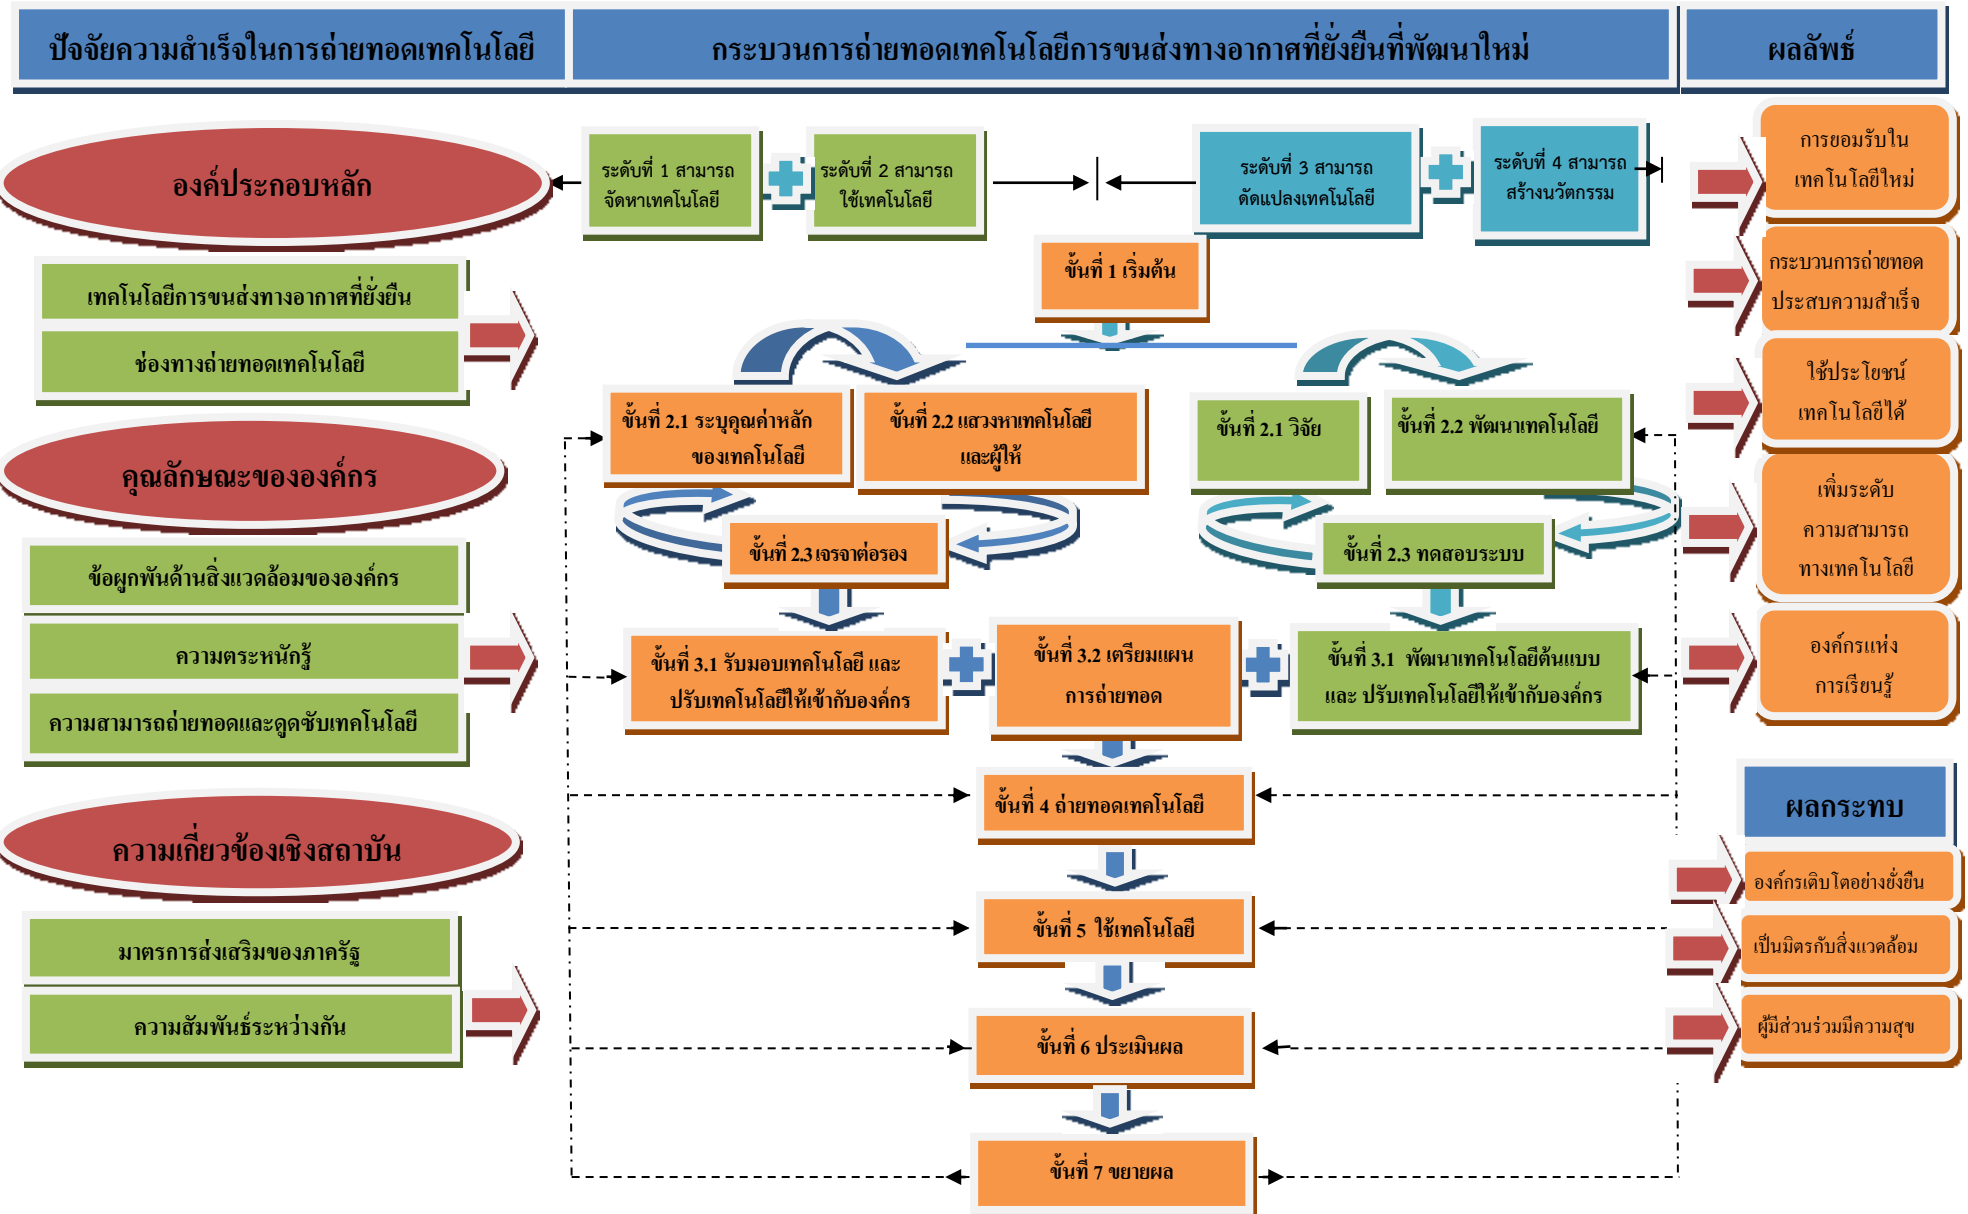 ปัจจัยความสำเร็จในการถ่ายทอดเทคโนโลยี
กระบวนการถ่ายทอดเทคโนโลยีการขนส่งทางอากาศที่ยั่งยืนที่พัฒนาใหม่
ผลลัพธ์
องค์ประกอบหลัก
เทคโนโลยีการขนส่งทางอากาศที่ยั่งยืน
ช่องทางถ่ายทอดเทคโนโลยี
คุณลักษณะขององค์กร
ข้อผูกพันด้านสิ่งแวดล้อมขององค์กร
ความตระหนักรู้
ความสามารถถ่ายทอดและดูดซับเทคโนโลยี
ความเกี่ยวข้องเชิงสถาบัน
มาตรการส่งเสริมของภาครัฐ
ความสัมพันธ์ระหว่างกัน
ระดับที่ 1 สามารถ
จัดหาเทคโนโลยี
ระดับที่ 2 สามารถ
ใช้เทคโนโลยี
ระดับที่ 3 สามารถ
ดัดแปลงเทคโนโลยี
ระดับที่ 4 สามารถ
สร้างนวัตกรรม
ขั้นที่ 1 เริ่มต้น
ขั้นที่ 2.1 ระบุคุณค่าหลัก
ของเทคโนโลยี
ขั้นที่ 2.2 แสวงหาเทคโนโลยี
และผู้ให้
ขั้นที่ 2.1 วิจัย
ขั้นที่ 2.2 พัฒนาเทคโนโลยี
ขั้นที่ 2.3 เจรจาต่อรอง
ขั้นที่ 2.3 ทดสอบระบบ
ขั้นที่ 3.1 รับมอบเทคโนโลยี และ
ปรับเทคโนโลยีให้เข้ากับองค์กร
ขั้นที่ 3.2 เตรียมแผน
การถ่ายทอด
ขั้นที่ 3.1 พัฒนาเทคโนโลยีต้นแบบ
และ ปรับเทคโนโลยีให้เข้ากับองค์กร
ขั้นที่ 4 ถ่ายทอดเทคโนโลยี
ขั้นที่ 5 ใช้เทคโนโลยี
ขั้นที่ 6 ประเมินผล
ขั้นที่ 7 ขยายผล
การยอมรับใน
เทคโนโลยีใหม่
กระบวนการถ่ายทอด
ประสบความสำเร็จ
ใช้ประโยชน์
เทคโนโลยีได้
เพิ่มระดับ
ความสามารถ
ทางเทคโนโลยี
องค์กรแห่ง
การเรียนรู้
ผลกระทบ
องค์กรเติบโตอย่างยั่งยืน
เป็นมิตรกับสิ่งแวดล้อม
ผู้มีส่วนร่วมมีความสุข